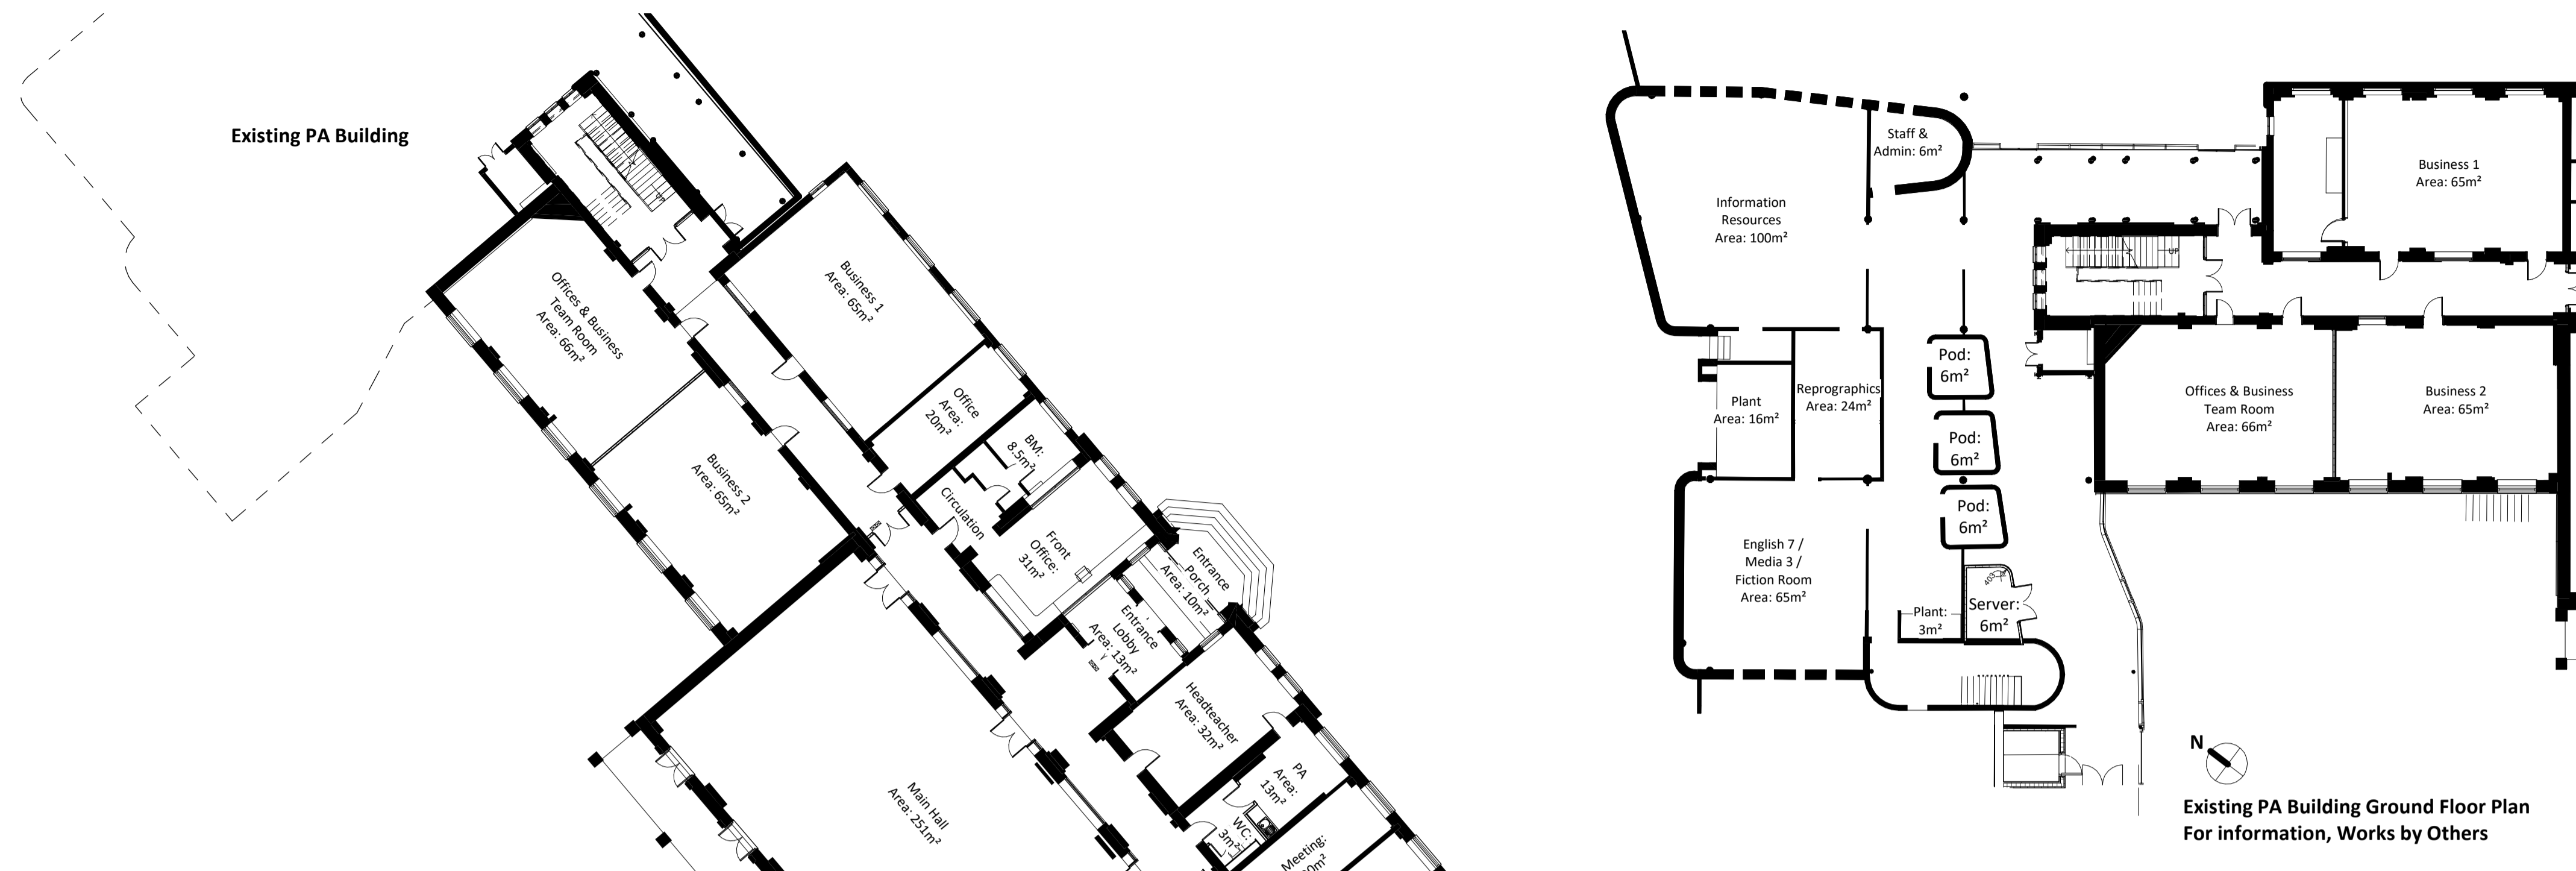 Existing PA Building
UP
Offices & Business
Team Room
Area: 66m²
Business 1
Area: 65m²
Office
Area:
20m²
BM:
8.5m²
Business 2
Area: 65m²
Circulation
Front
Office:
31m²
Entrance
Porch
Area: 10m²
Entrance
Lobby
Area: 13m²
Headteacher
Area: 32m²
PA
Area:
13m²
WC:
3m²
Meeting:
Main Hall
Area: 251m²
Staff &
Admin: 6m²
Information
Resources
Area: 100m²
Business 1
Area: 65m²
UP
Pod:
6m²
Plant
Area: 16m²
Reprographics
Area: 24m²
Offices & Business
Team Room
Area: 66m²
Business 2
Area: 65m²
Pod:
6m²
Pod:
6m²
English 7 /
Media 3 /
Fiction Room
Area: 65m²
403
Plant:
3m²
Server:
6m²
N
Existing PA Building Ground Floor Plan
For information, Works by Others